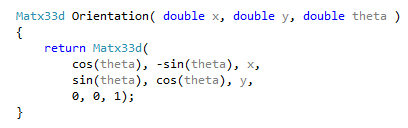 Matx33d Orientation( double x, double y, double theta )
{
    return Matx33d(
        cos(theta), -sin(theta), x,
        sin(theta), cos(theta), y,
        0, 0, 1);
}